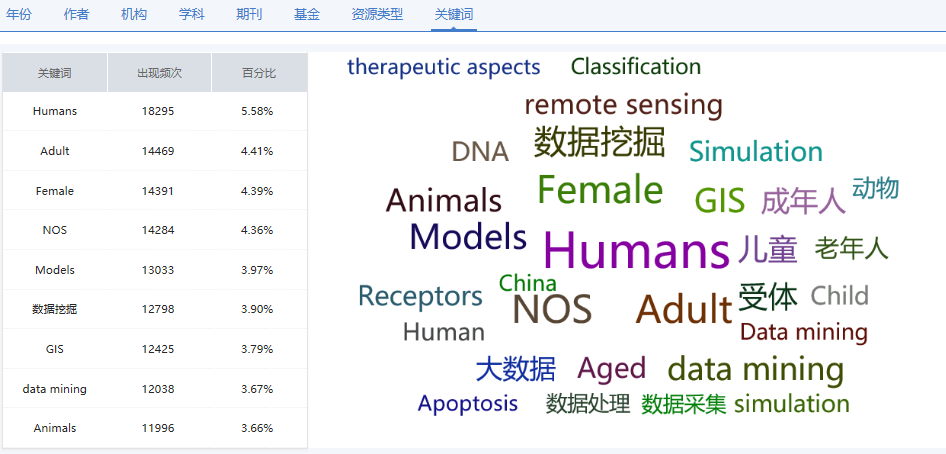 年份 作者 机构 学科 期刊 基金 资源类型 关键词
关键词 出现频次 百分比
Humans 18295 5.58%
Adult 14469 4.41%
Female 14391 4.39%
NOS 14284 4.36%
Models 13033 3.97%
数据挖掘 12798 3.90%
GIS 12425 3.79%
data mining 12038 3.67%
Animals 11996 3.66%
therapeutic aspects Classification
remote sensing
DNA 数据挖掘 Simulation
Animals Female GIS 成年人 动物
Models Humans 儿童 老年人
Receptors China NOS Adult 受体 Child
Human Data mining
大数据 Aged data mining
Apoptosis 数据处理 数据采集 simulation